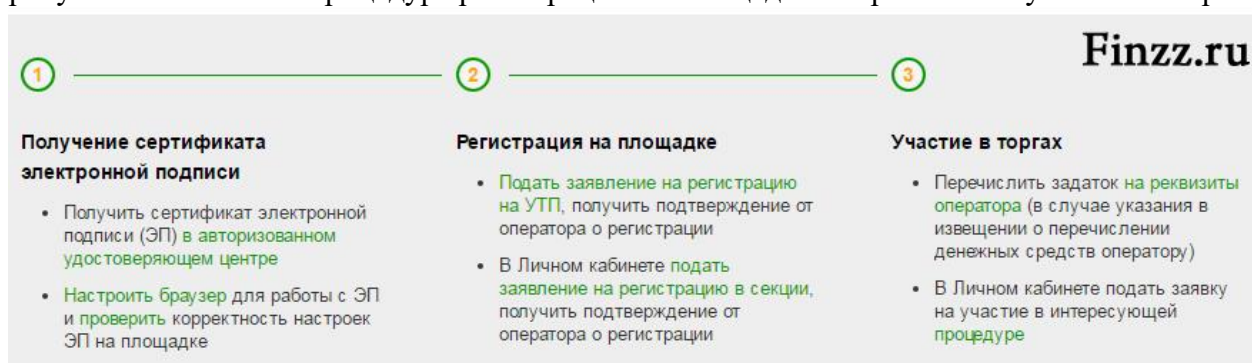 Finzz.ru
1
2
3
Получение сертификата
электронной подписи
• Получить сертификат электронной
подписи (ЭП) в авторизованном
удостоверяющем центре
• Настроить браузер для работы с ЭП
и проверить корректность настроек
ЭП на площадке
Регистрация на площадке
• Подать заявление на регистрацию
на УТП, получить подтверждение от
оператора о регистрации
• В Личном кабинете подать
заявление на регистрацию в секции,
получить подтверждение от
оператора о регистрации
Участие в торгах
• Перечислить задаток на реквизиты
оператора (в случае указания в
извещении о перечислении
денежных средств оператору)
• В Личном кабинете подать заявку
на участие в интересующей
процедуре